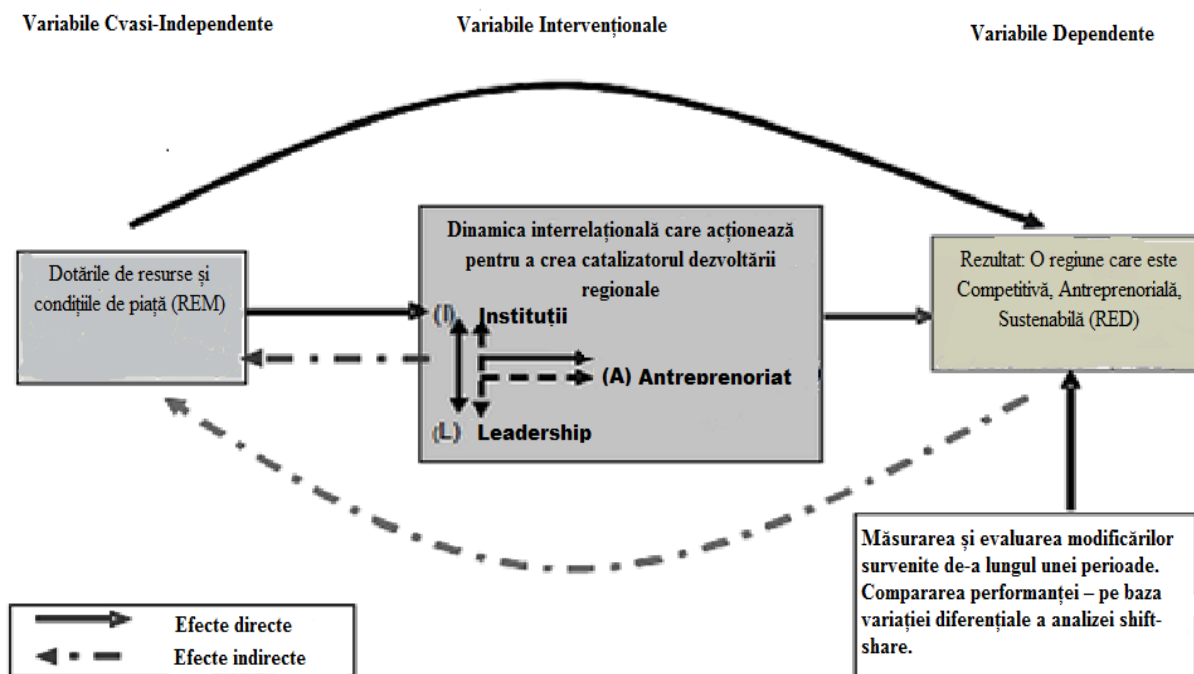 Variabile Cvasi-Independente
Variabile Intervenționale
Variabile Dependente
Dotările de resurse și
condițiile de piață (REM)
Dinamica interrelațională care acționează
pentru a crea catalizatorul dezvoltării
regionale
(I) Instituții
(A) Antreprenoriat
(L) Leadership
Rezultat: O regiune care este
Competitivă, Antreprenorială,
Sustenabilă (RED)
Măsurarea și evaluarea modificărilor
survenite de-a lungul unei perioade.
Compararea performanței – pe baza
variației diferențiale a analizei shift-
share.
Efecte directe
Efecte indirecte